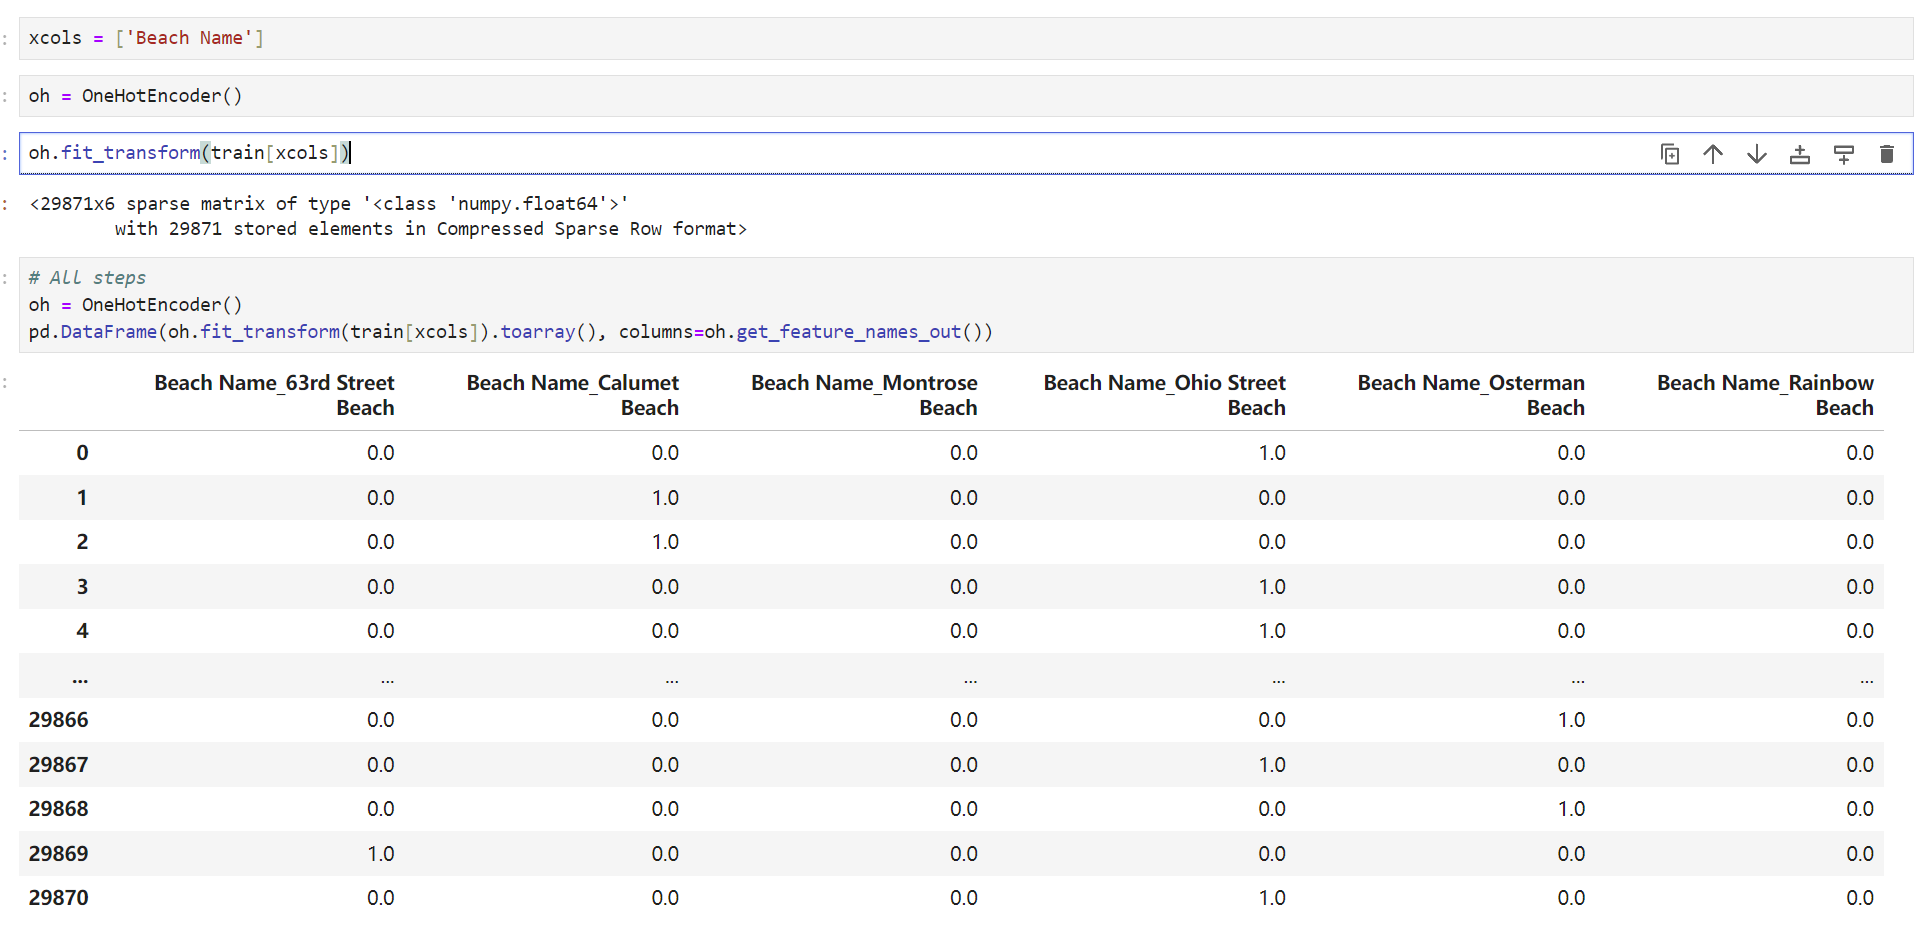 : xcols = ['Beach Name']
: oh = OneHotEncoder()
: oh.fit_transform(train[xcols])
: <29871x6 sparse matrix of type '<class 'numpy.float64'>'
with 29871 stored elements in Compressed Sparse Row format>
: # All steps
oh = OneHotEncoder()
pd.DataFrame(oh.fit_transform(train[xcols]).toarray(), columns=oh.get_feature_names_out())
: Beach Name_63rd Street Beach Name_Calumet Beach Name_Montrose Beach Name_Ohio Street Beach Name_Osterman Beach Name_Rainbow
Beach Beach Beach Beach Beach Beach
0 0.0 0.0 0.0 1.0 0.0 0.0
1 0.0 1.0 0.0 0.0 0.0 0.0
2 0.0 1.0 0.0 0.0 0.0 0.0
3 0.0 0.0 0.0 1.0 0.0 0.0
4 0.0 0.0 0.0 1.0 0.0 0.0
... ... ... ... ... ... ...
29866 0.0 0.0 0.0 0.0 1.0 0.0
29867 0.0 0.0 0.0 1.0 0.0 0.0
29868 0.0 0.0 0.0 0.0 1.0 0.0
29869 1.0 0.0 0.0 0.0 0.0 0.0
29870 0.0 0.0 0.0 1.0 0.0 0.0